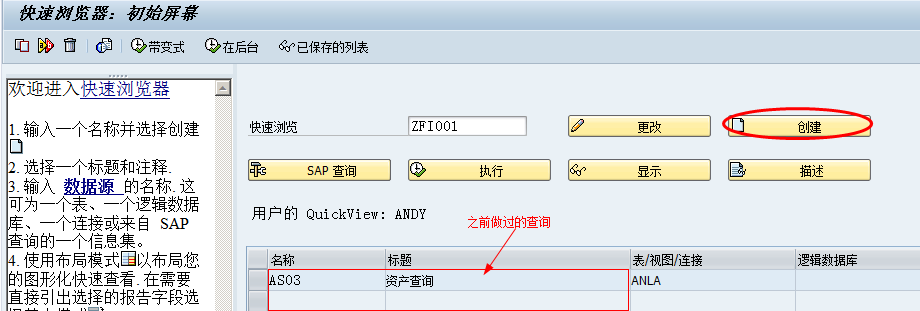 快速浏览器: 初始屏幕
带变式 在后台 已保存的列表
欢迎进入快速浏览器
1. 输入一个名称并选择创建
2. 选择一个标题和注释.
3. 输入 数据源 的名称. 这
可为一个表、一个逻辑数据
库、一个连接或来自 SAP
查询的一个信息集。
4. 使用布局模式以布局您
的图形化快速查看. 在需要
直接引出选择的报告字段选
快速浏览 ZFI001 更改 创建
SAP 查询 执行 显示 描述
用户的 QuickView: ANDY
之前做过的查询
名称 标题 表/视图/连接 逻辑数据库
AS03 资产查询 ANLA